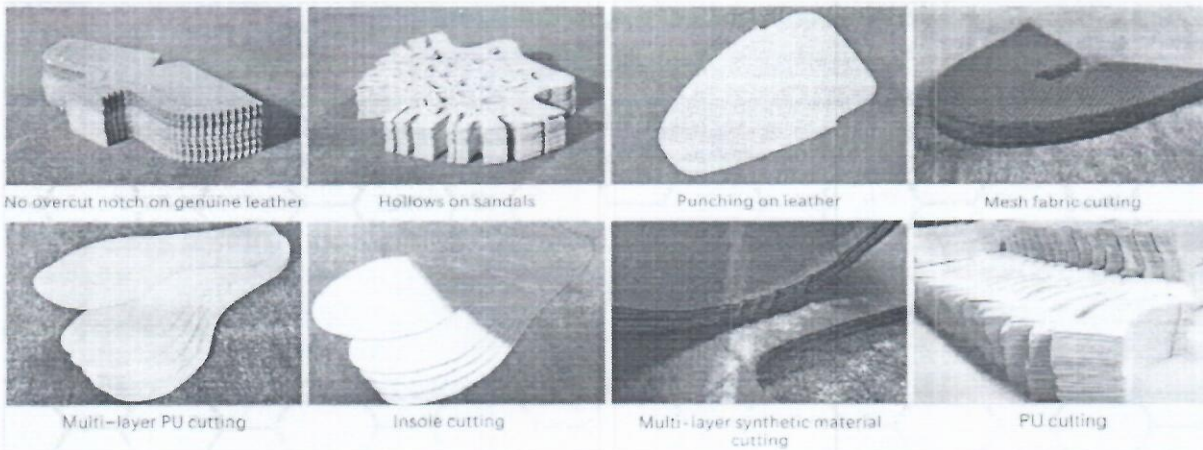 No overcut notch on genuine leather
Hollows on sandals
Punching on leather
Mesh fabric cutting
Multi-layer PU cutting
Insole cutting
Multi-layer synthetic material
cutting
PU cutting